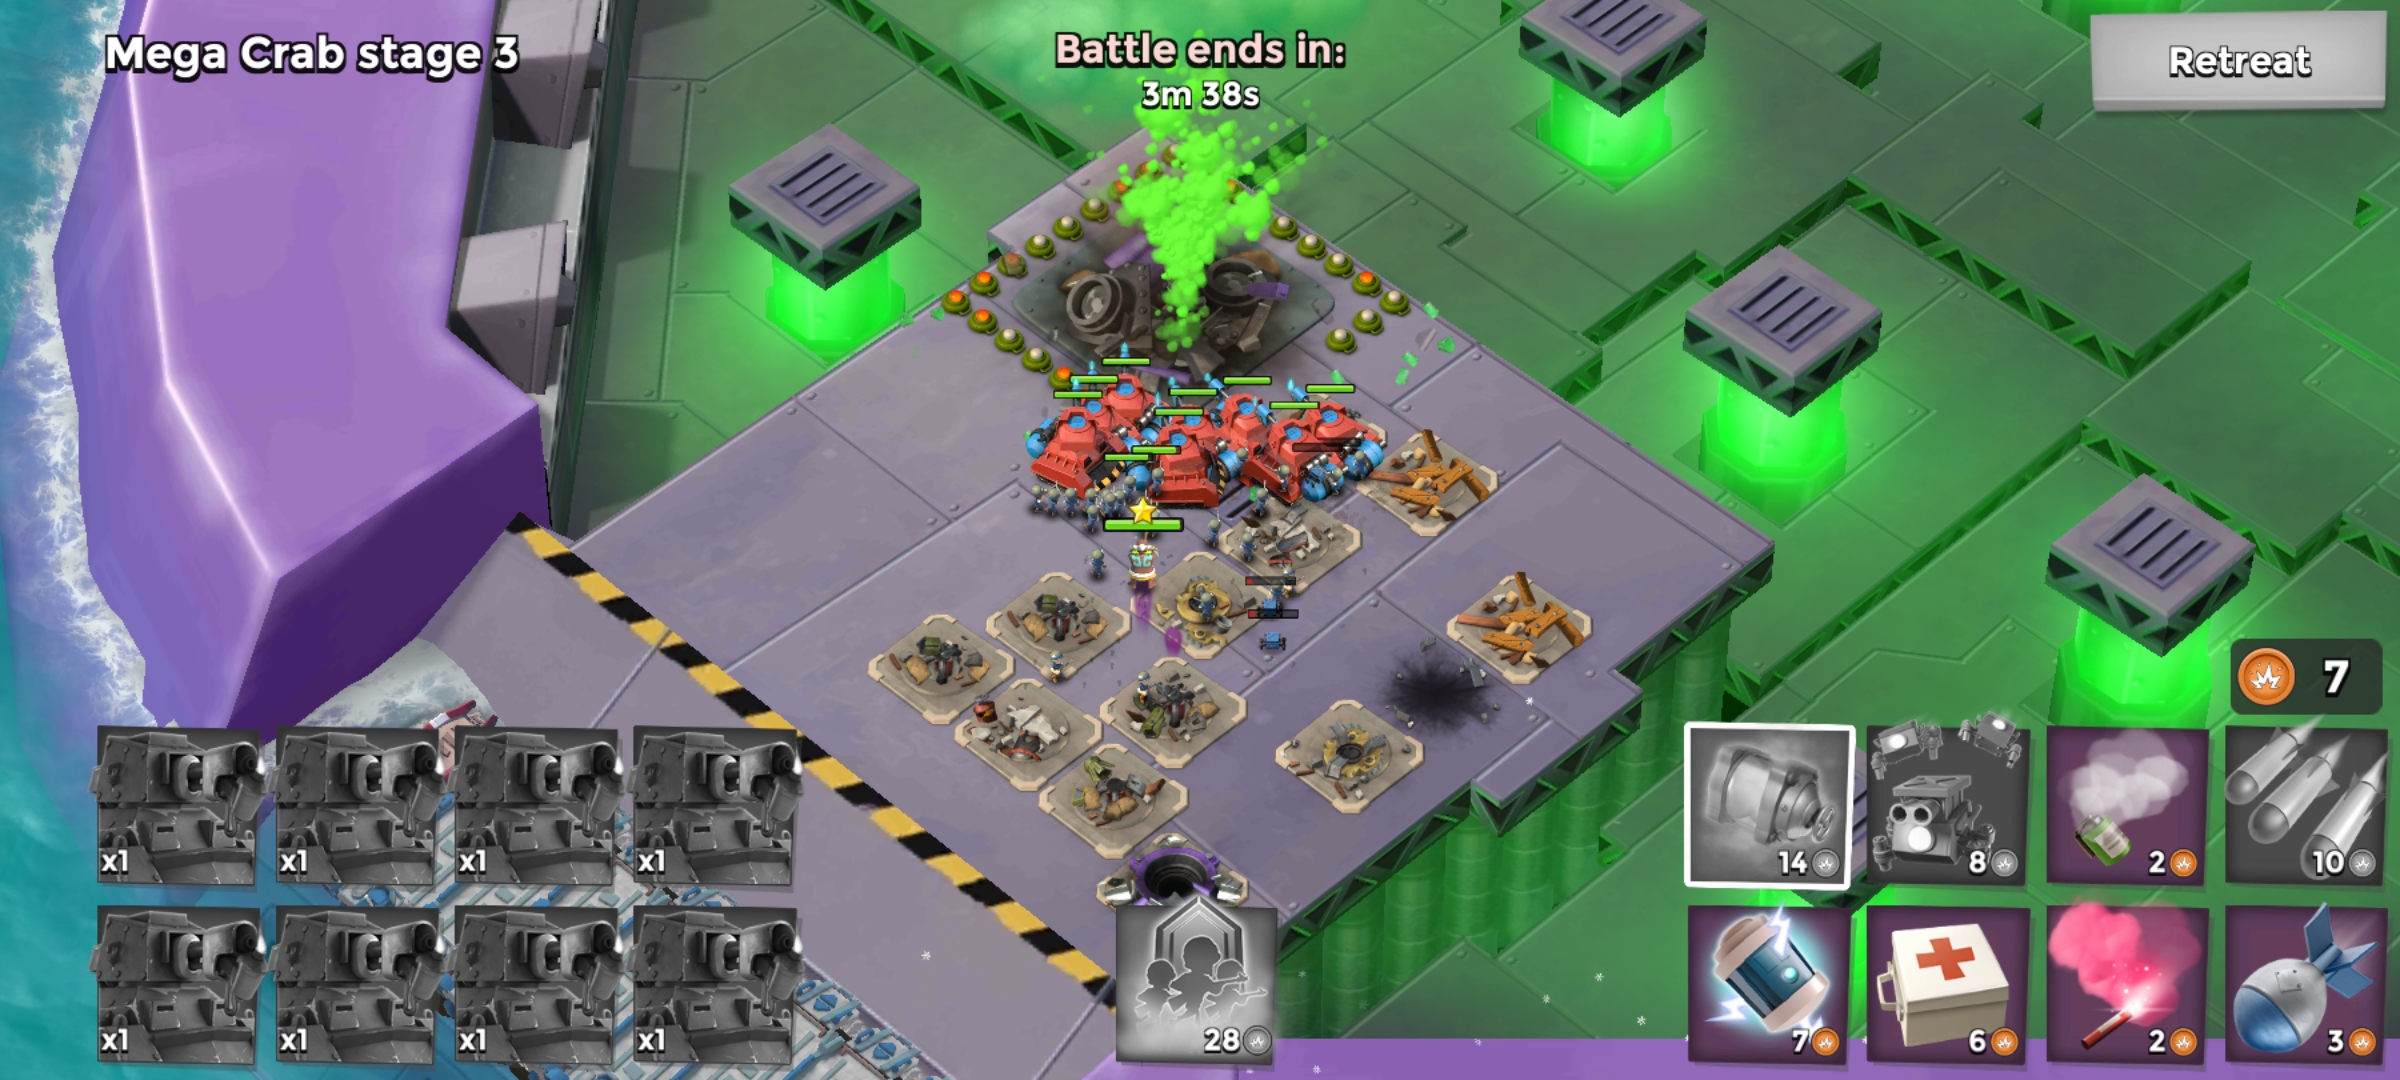 Mega Crab stage 3
Battle ends in:
3m 38s
Retreat
7
x1
x1
x1
x1
14
8
2
10
x1
x1
x1
x1
28
7
6
2
3